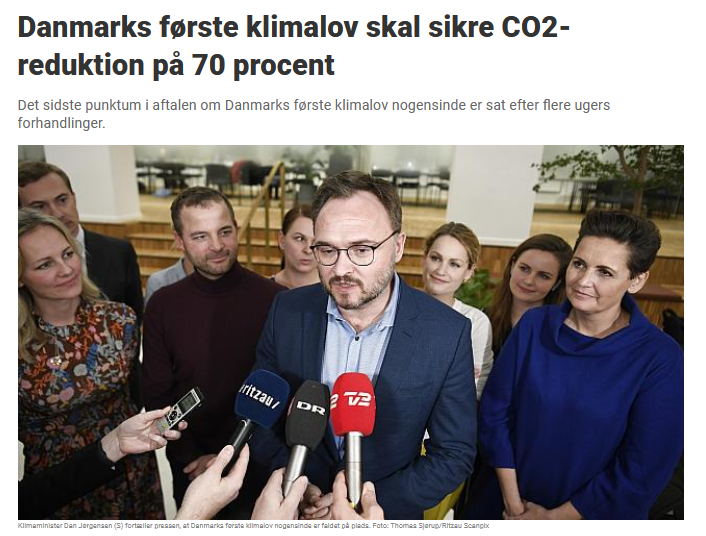 Danmarks første klimalov skal sikre CO2-
reduktion på 70 procent
Det sidste punktum i aftalen om Danmarks første klimalov nogensinde er sat efter flere ugers
forhandlinger.
ritzau/
DR
2
TV2
Klimaminister Dan Jørgensen (S) fortæller pressen, at Danmarks første klimalov nogensinde er faldet på plads. Foto: Thomas Sjørup/Ritzau Scanpix